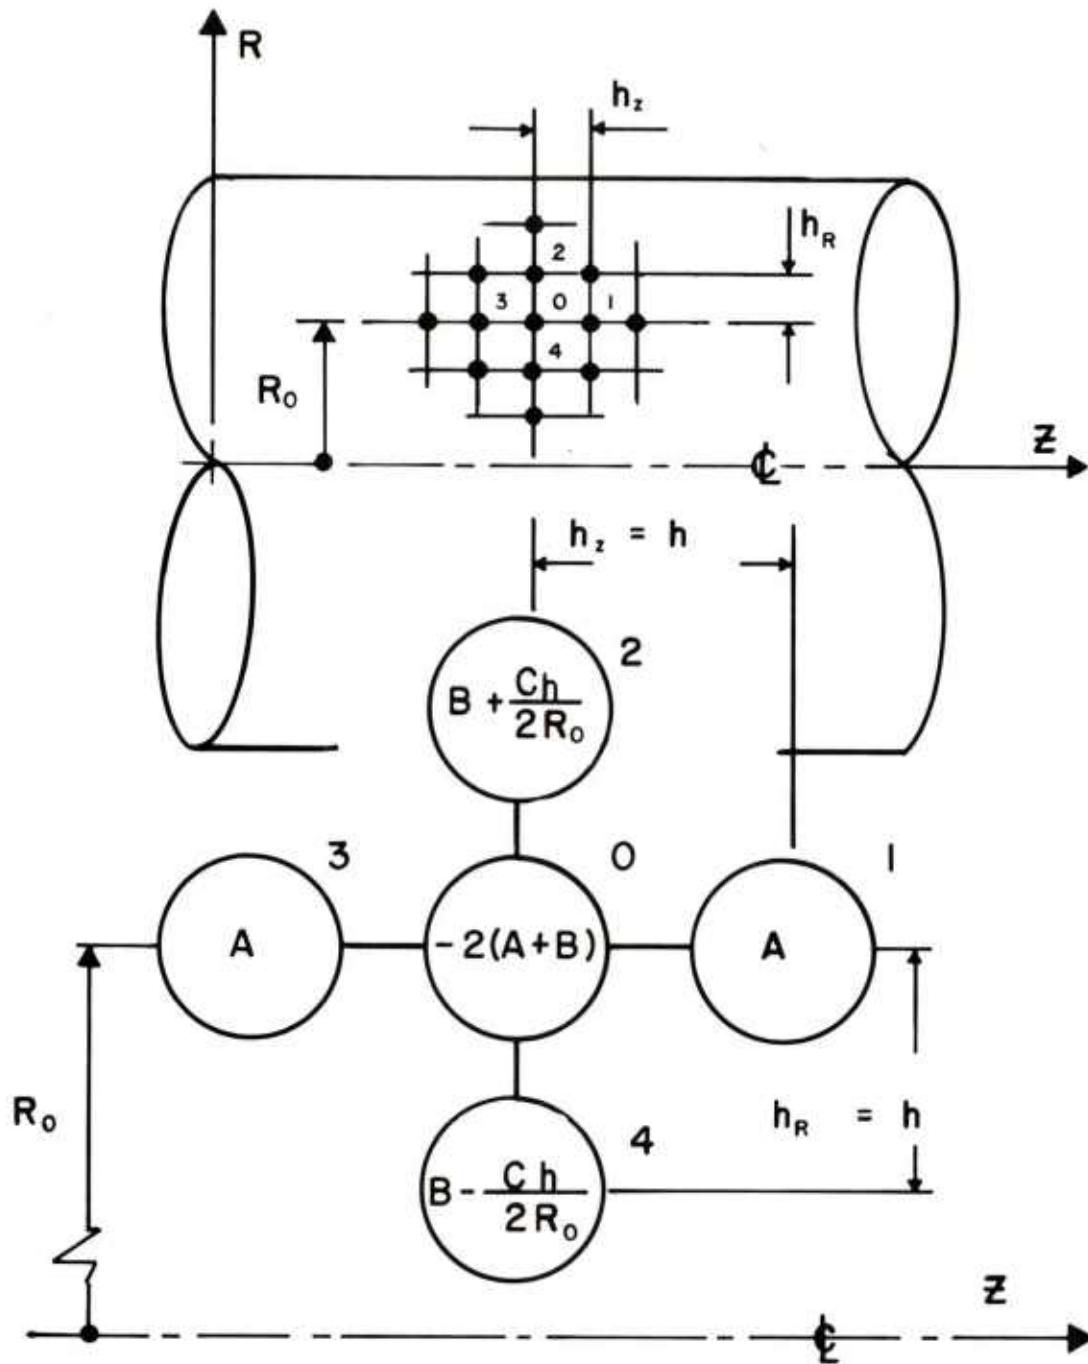 R
h_z
h_R
2
3 0 1
4
R_0
Z
℄
h_z = h
2
B + Ch/2R_0
3 0 1
A -2(A+B) A
R_0
h_R = h
4
B - Ch/2R_0
Z
℄